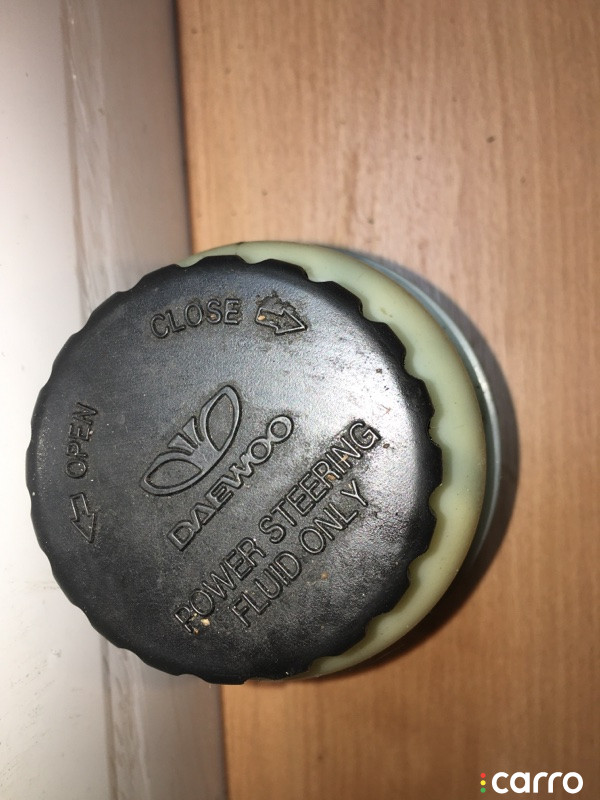 CLOSE
OPEN
DAEWOO
POWER STEERING
FLUID ONLY
carro